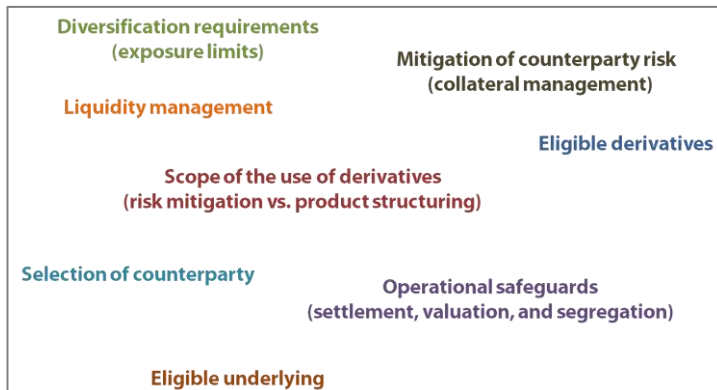 Diversification requirements
(exposure limits)
Mitigation of counterparty risk
(collateral management)
Liquidity management
Eligible derivatives
Scope of the use of derivatives
(risk mitigation vs. product structuring)
Selection of counterparty
Operational safeguards
(settlement, valuation, and segregation)
Eligible underlying